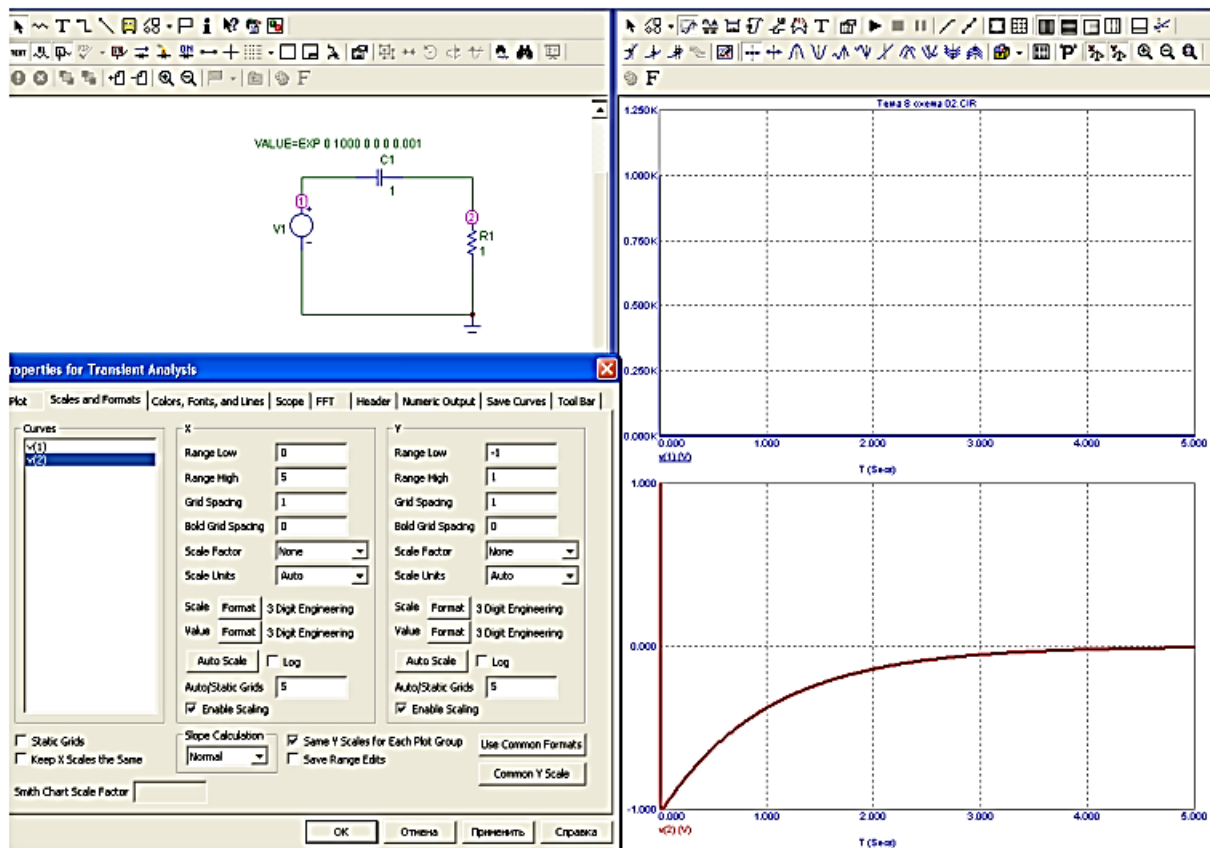 VALUE=EXP 0 1000 0 0 0 0.001
C1
1
1
V1
2
R1
1
roperties for Transient Analysis
Plot Scales and Formats Colors, Fonts, and Lines Scope FFT Header Numeric Output Save Curves Tool Bar
Curves
v(1)
v(2)
X
Range Low 0
Range High 5
Grid Spacing 1
Bold Grid Spacing 0
Scale Factor None
Scale Units Auto
Scale Format 3 Digit Engineering
Value Format 3 Digit Engineering
Auto Scale Log
Auto/Static Grids 5
Enable Scaling
Y
Range Low -1
Range High 1
Grid Spacing 1
Bold Grid Spacing 0
Scale Factor None
Scale Units Auto
Scale Format 3 Digit Engineering
Value Format 3 Digit Engineering
Auto Scale Log
Auto/Static Grids 5
Enable Scaling
Static Grids
Keep X Scales the Same
Slope Calculation
Normal
Same Y Scales for Each Plot Group
Save Range Edits
Use Common Formats
Common Y Scale
Smith Chart Scale Factor
OK Отмена Применить Справка
Тема 8 схема 02.CIR
1.250K
1.000K
0.750K
0.500K
0.250K
0.000K
0.000 1.000 2.000 3.000 4.000 5.000
v(1) (V)
T (Secs)
1.000
0.000
-1.000
0.000 1.000 2.000 3.000 4.000 5.000
v(2) (V)
T (Secs)